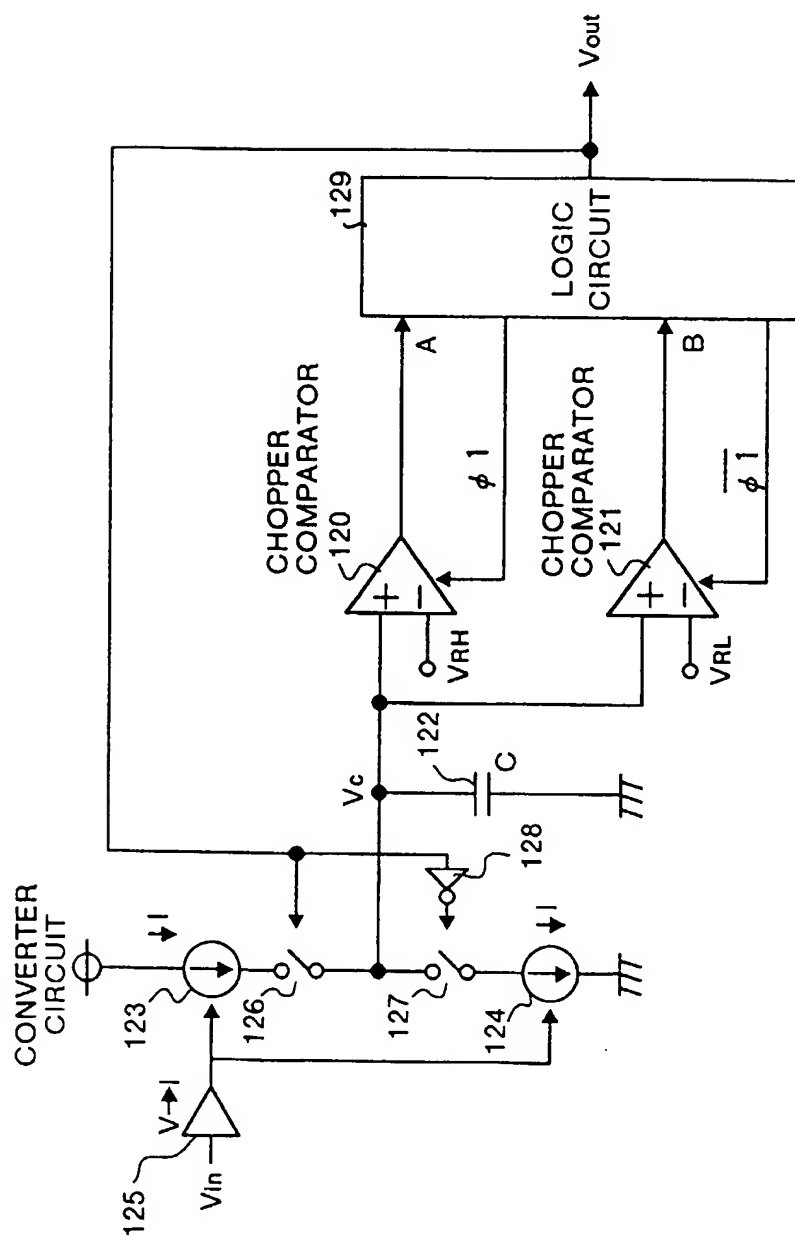 CONVERTER
CIRCUIT
125
V→I
Vin
123
↓I
126
127
124
↓I
128
Vc
122
C
CHOPPER
COMPARATOR
120
+
−
VRH
A
φ1
CHOPPER
COMPARATOR
121
+
−
VRL
B
φ1
129
LOGIC
CIRCUIT
Vout